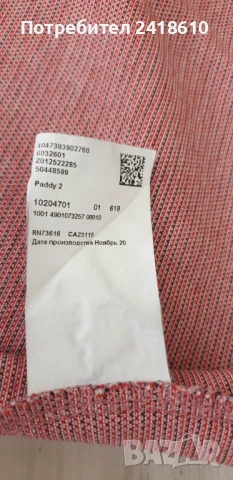 Потребител 2418610
4047393902760
6032601
Z012522285
50448599
Paddy 2
10204701 01 619
1001 4901073257 00010
RN73616 CA23115
Дата производства Ноябрь 20
bazar